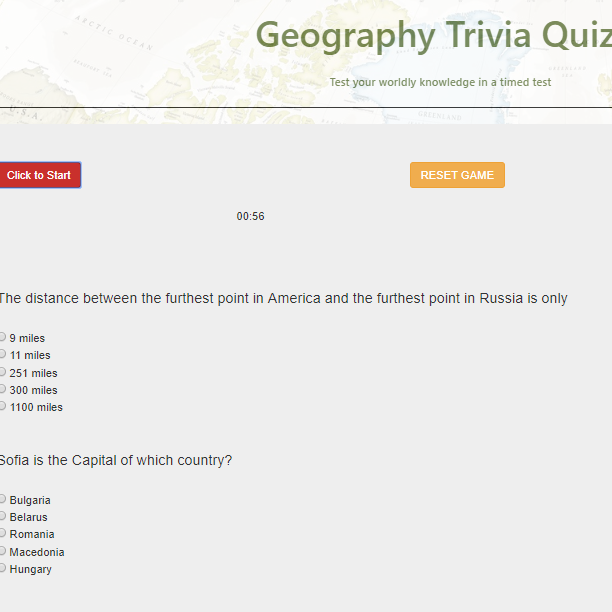 ARCTIC OCEAN
Geography Trivia Quiz
Test your worldly knowledge in a timed test
U.S.A.
GREENLAND
GREENLAND
Click to Start
RESET GAME
00:56
The distance between the furthest point in America and the furthest point in Russia is only
9 miles
11 miles
251 miles
300 miles
1100 miles
Sofia is the Capital of which country?
Bulgaria
Belarus
Romania
Macedonia
Hungary